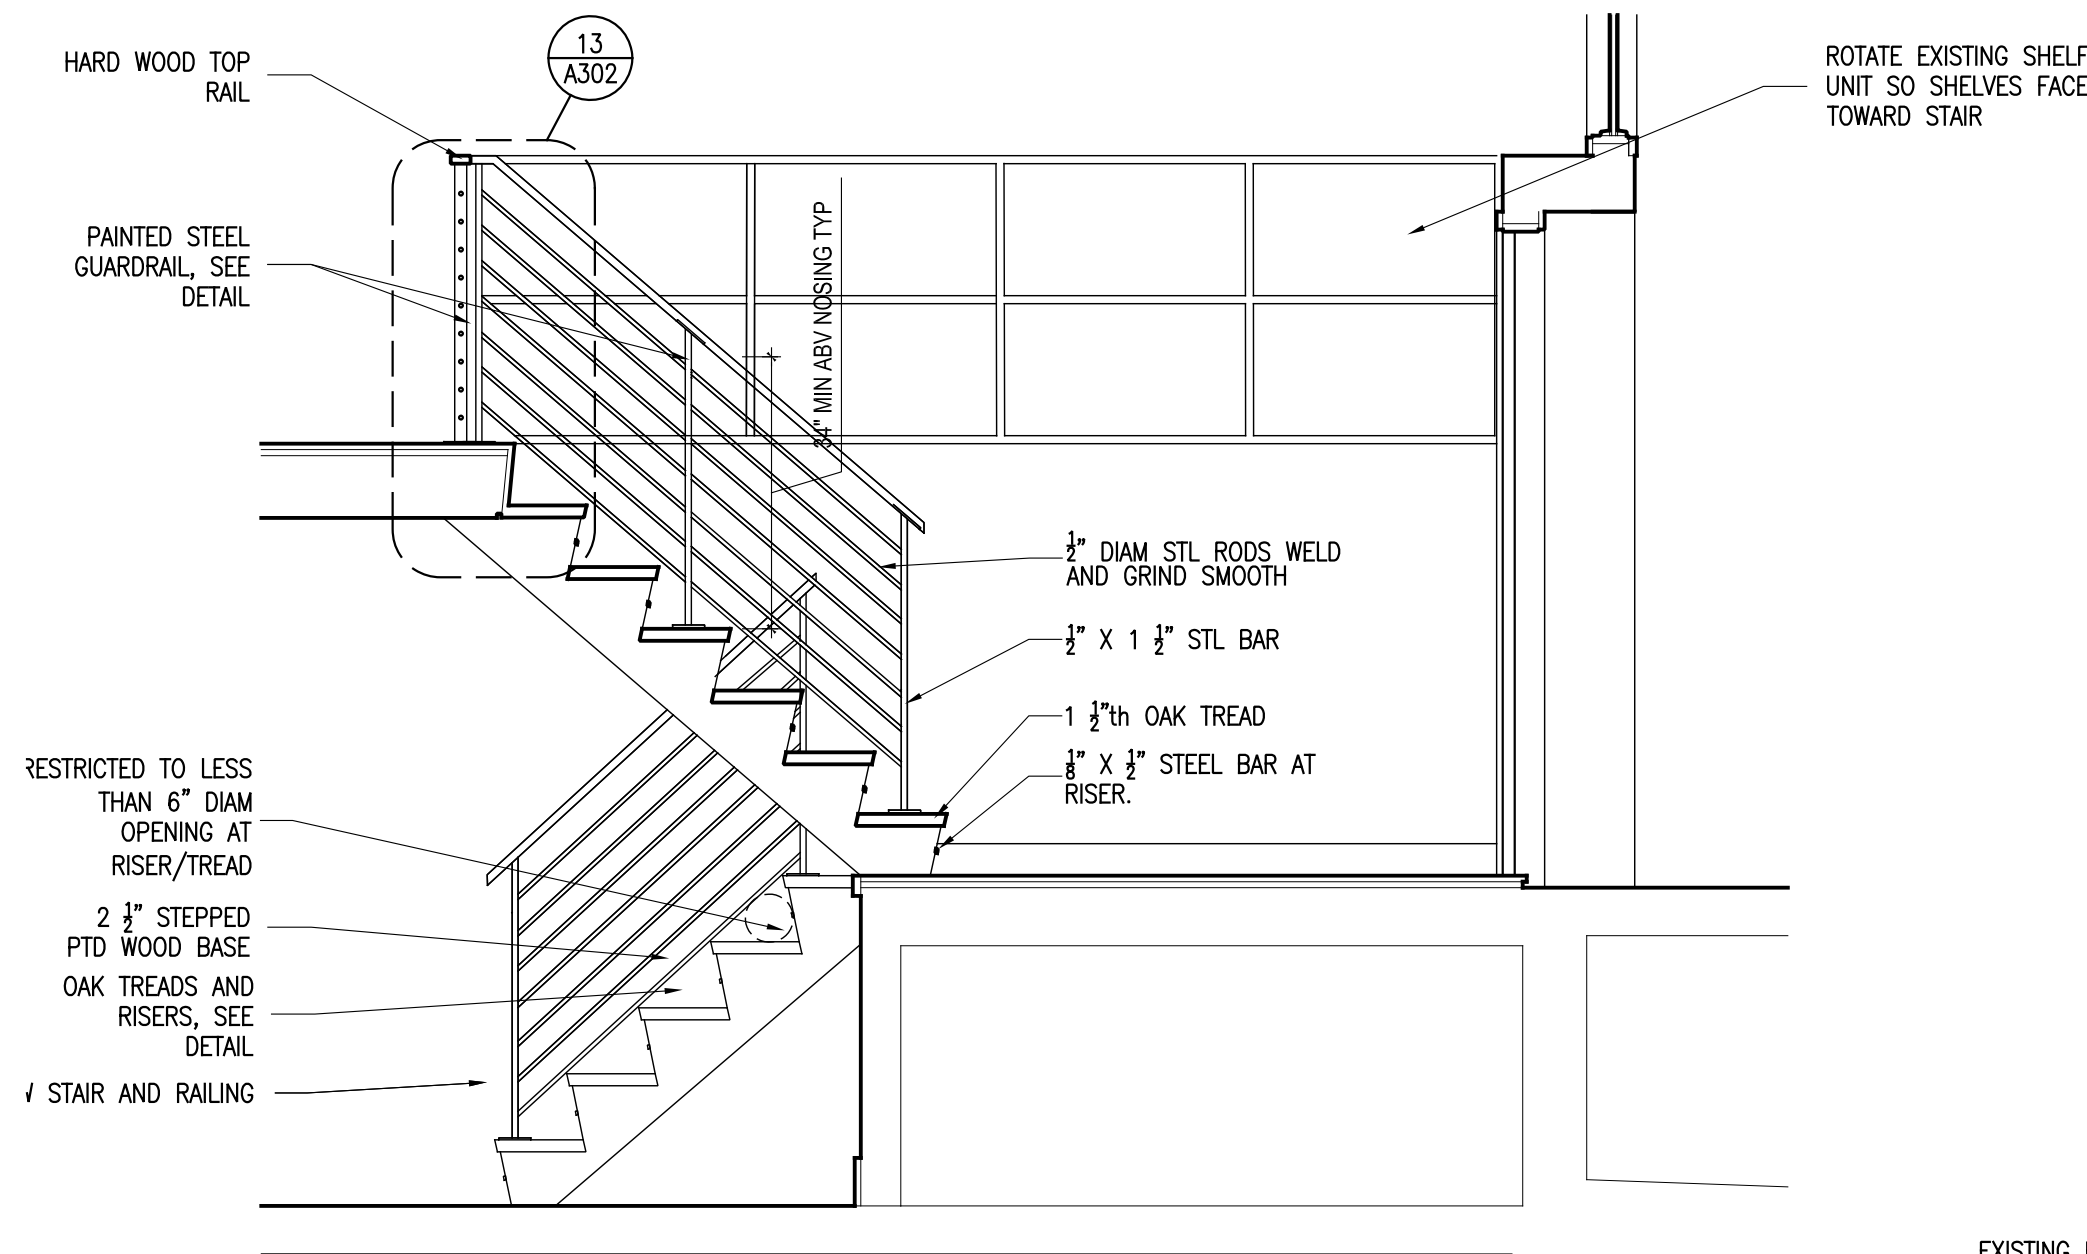 HARD WOOD TOP
RAIL
13
A302
ROTATE EXISTING SHELF
UNIT SO SHELVES FACE
TOWARD STAIR
PAINTED STEEL
GUARDRAIL, SEE
DETAIL
34" MIN ABV NOSING TYP
1/2" DIAM STL RODS WELD
AND GRIND SMOOTH
1/2" X 1 1/2" STL BAR
1 1/2"th OAK TREAD
1/8" X 1/2" STEEL BAR AT
RISER.
RESTRICTED TO LESS
THAN 6" DIAM
OPENING AT
RISER/TREAD
2 1/2" STEPPED
PTD WOOD BASE
OAK TREADS AND
RISERS, SEE
DETAIL
STAIR AND RAILING
EXISTING